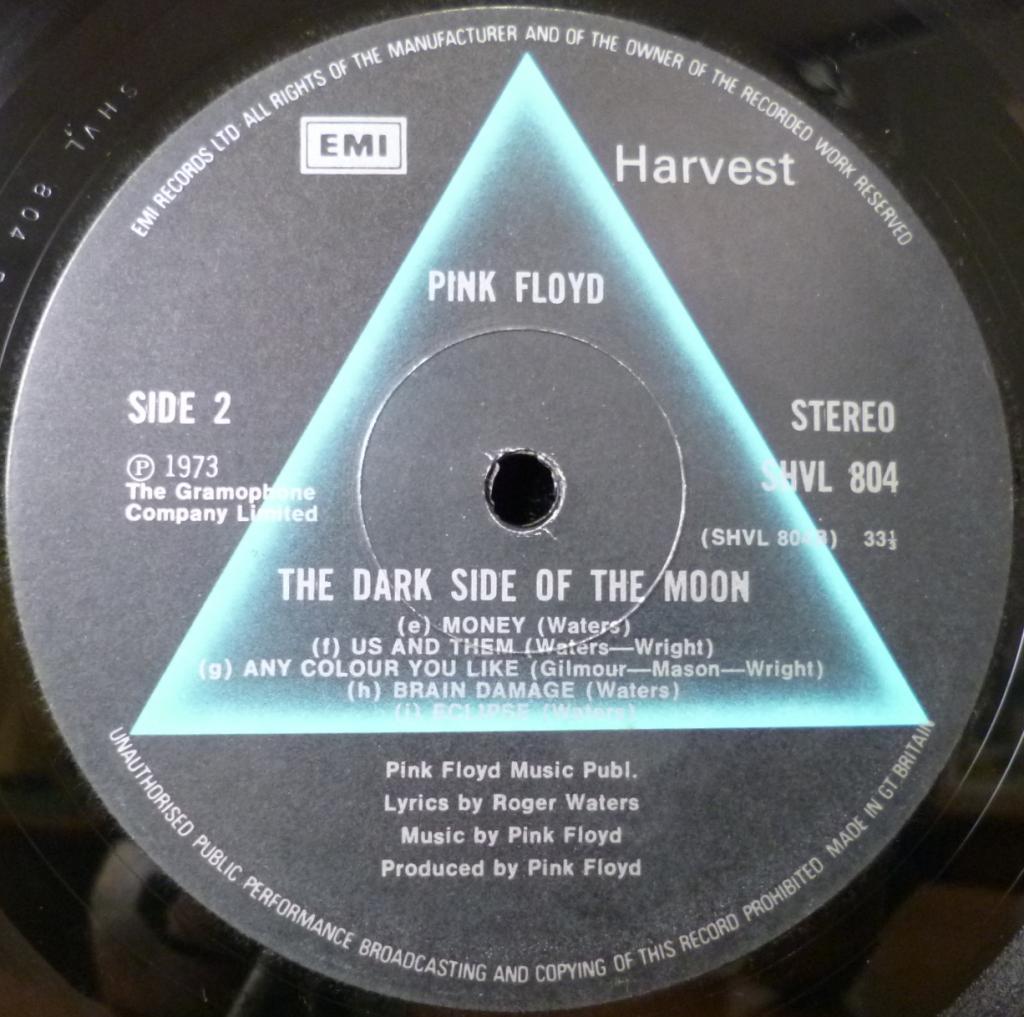 EMI RECORDS LTD ALL RIGHTS OF THE MANUFACTURER AND OF THE OWNER OF THE RECORDED WORK RESERVED
EMI
Harvest
PINK FLOYD
SIDE 2
STEREO
Ⓟ 1973
SHVL 804
The Gramophone
Company Limited
(SHVL 804B) 33⅓
THE DARK SIDE OF THE MOON
(e) MONEY (Waters)
(f) US AND THEM (Waters—Wright)
(g) ANY COLOUR YOU LIKE (Gilmour—Mason—Wright)
(h) BRAIN DAMAGE (Waters)
(i) ECLIPSE (Waters)
Pink Floyd Music Publ.
Lyrics by Roger Waters
Music by Pink Floyd
Produced by Pink Floyd
UNAUTHORISED PUBLIC PERFORMANCE BROADCASTING AND COPYING OF THIS RECORD PROHIBITED MADE IN GT. BRITAIN
SHVL 804